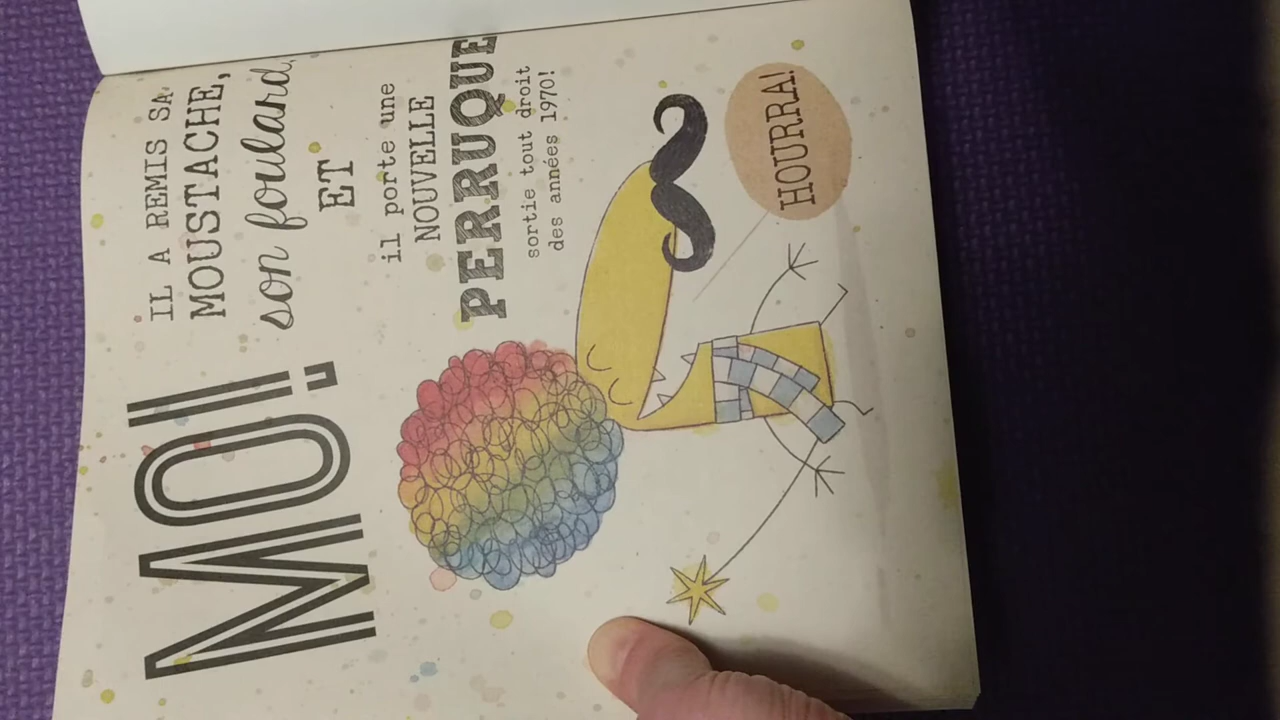 MOI!
IL A REMIS SA
MOUSTACHE,
son foulard,
ET
il porte une
NOUVELLE
PERRUQUE
sortie tout droit
des années 1970!
HOURRA!